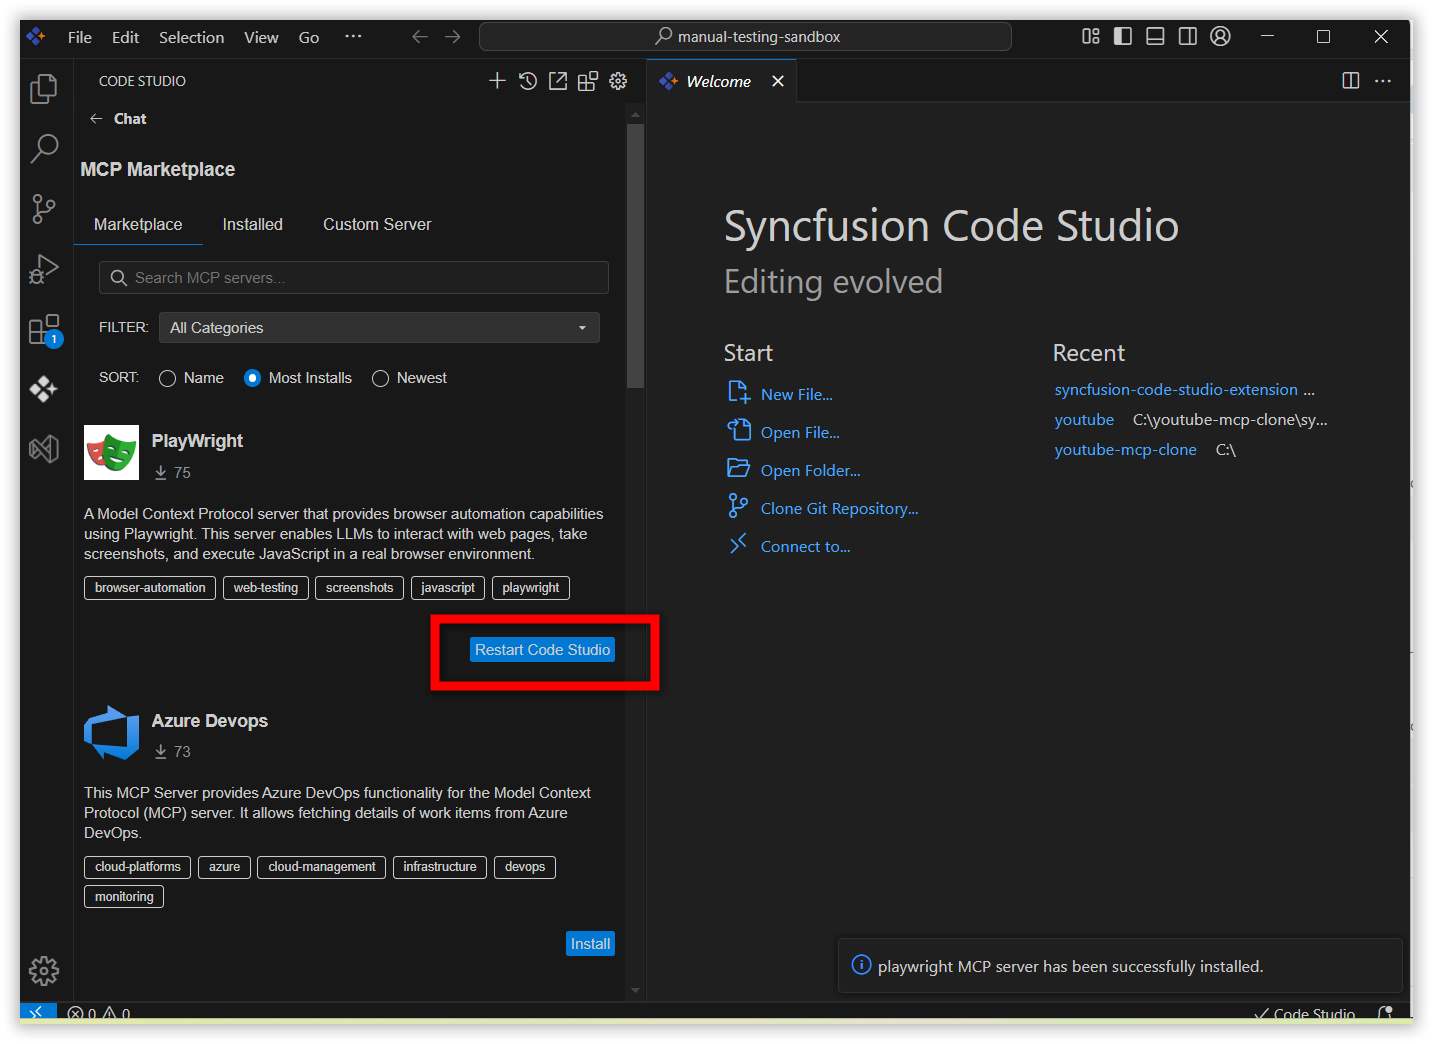 File Edit Selection View Go ···
manual-testing-sandbox
CODE STUDIO
Chat
MCP Marketplace
Marketplace Installed Custom Server
Search MCP servers...
FILTER: All Categories
SORT: Name Most Installs Newest
PlayWright
75
A Model Context Protocol server that provides browser automation capabilities
using Playwright. This server enables LLMs to interact with web pages, take
screenshots, and execute JavaScript in a real browser environment.
browser-automation web-testing screenshots javascript playwright
Restart Code Studio
Azure Devops
73
This MCP Server provides Azure DevOps functionality for the Model Context
Protocol (MCP) server. It allows fetching details of work items from Azure
DevOps.
cloud-platforms azure cloud-management infrastructure devops
monitoring
Install
1
Welcome
Syncfusion Code Studio
Editing evolved
Start
New File...
Open File...
Open Folder...
Clone Git Repository...
Connect to...
Recent
syncfusion-code-studio-extension ...
youtube C:\youtube-mcp-clone\sy...
youtube-mcp-clone C:\
playwright MCP server has been successfully installed.
0 0
Code Studio